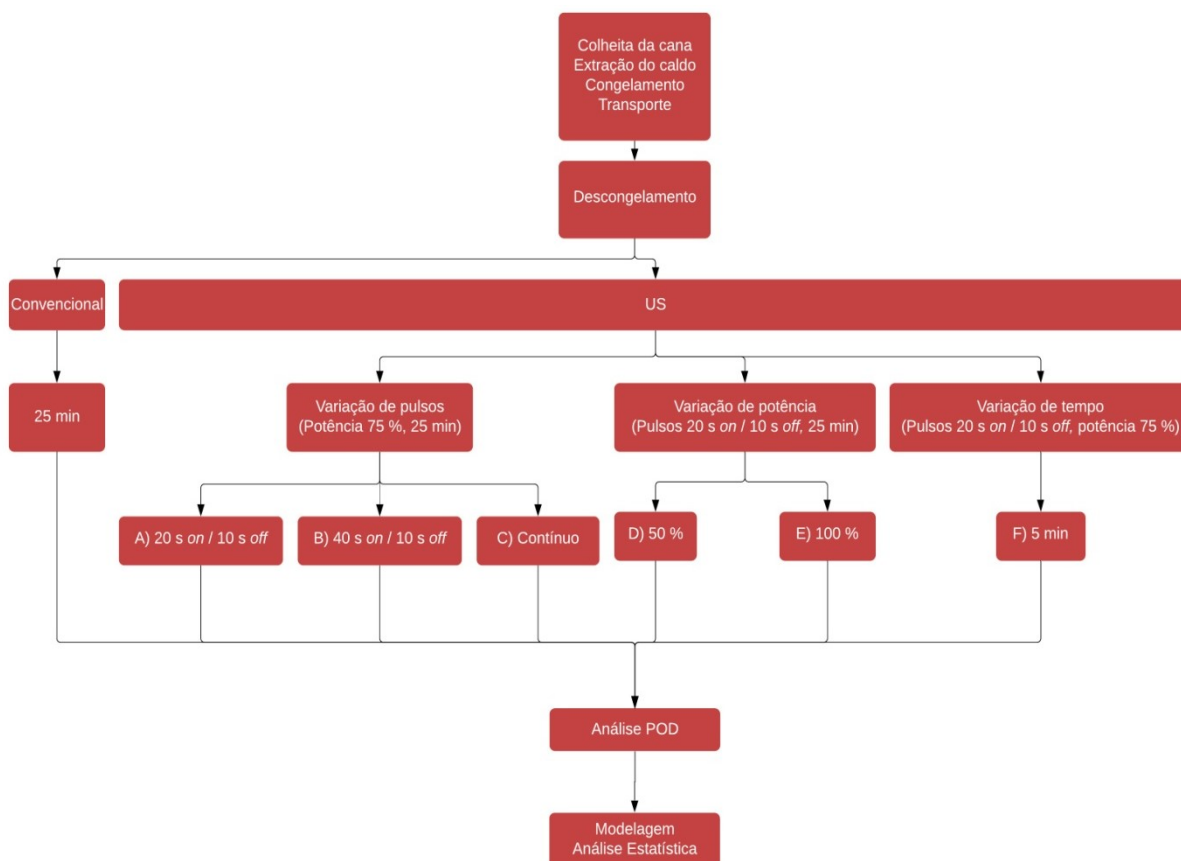 Colheita da cana
Extração do caldo
Congelamento
Transporte
Descongelamento
Convencional
US
25 min
Variação de pulsos
(Potência 75 %, 25 min)
Variação de potência
(Pulsos 20 s on / 10 s off, 25 min)
Variação de tempo
(Pulsos 20 s on / 10 s off, potência 75 %)
A) 20 s on / 10 s off
B) 40 s on / 10 s off
C) Contínuo
D) 50 %
E) 100 %
F) 5 min
Análise POD
Modelagem
Análise Estatística